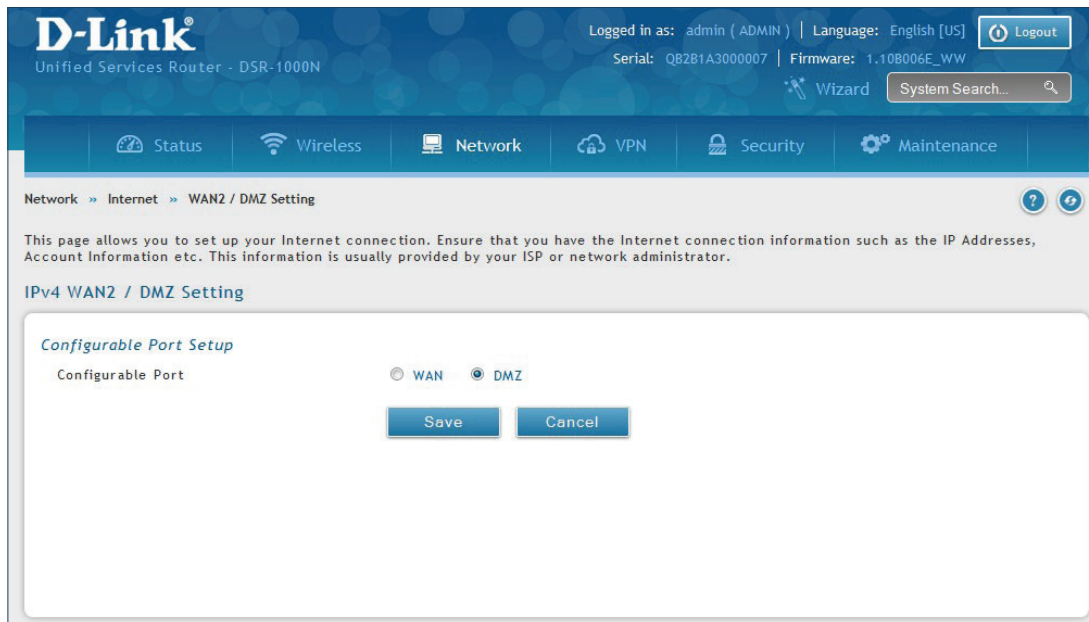 D-Link®
Unified Services Router - DSR-1000N
Logged in as: admin ( ADMIN ) | Language: English [US]
Logout
Serial: QB2B1A3000007 | Firmware: 1.10B006E_WW
Wizard
System Search...
Status
Wireless
Network
VPN
Security
Maintenance
Network » Internet » WAN2 / DMZ Setting
?
This page allows you to set up your Internet connection. Ensure that you have the Internet connection information such as the IP Addresses,
Account Information etc. This information is usually provided by your ISP or network administrator.
IPv4 WAN2 / DMZ Setting
Configurable Port Setup
Configurable Port WAN DMZ
Save Cancel